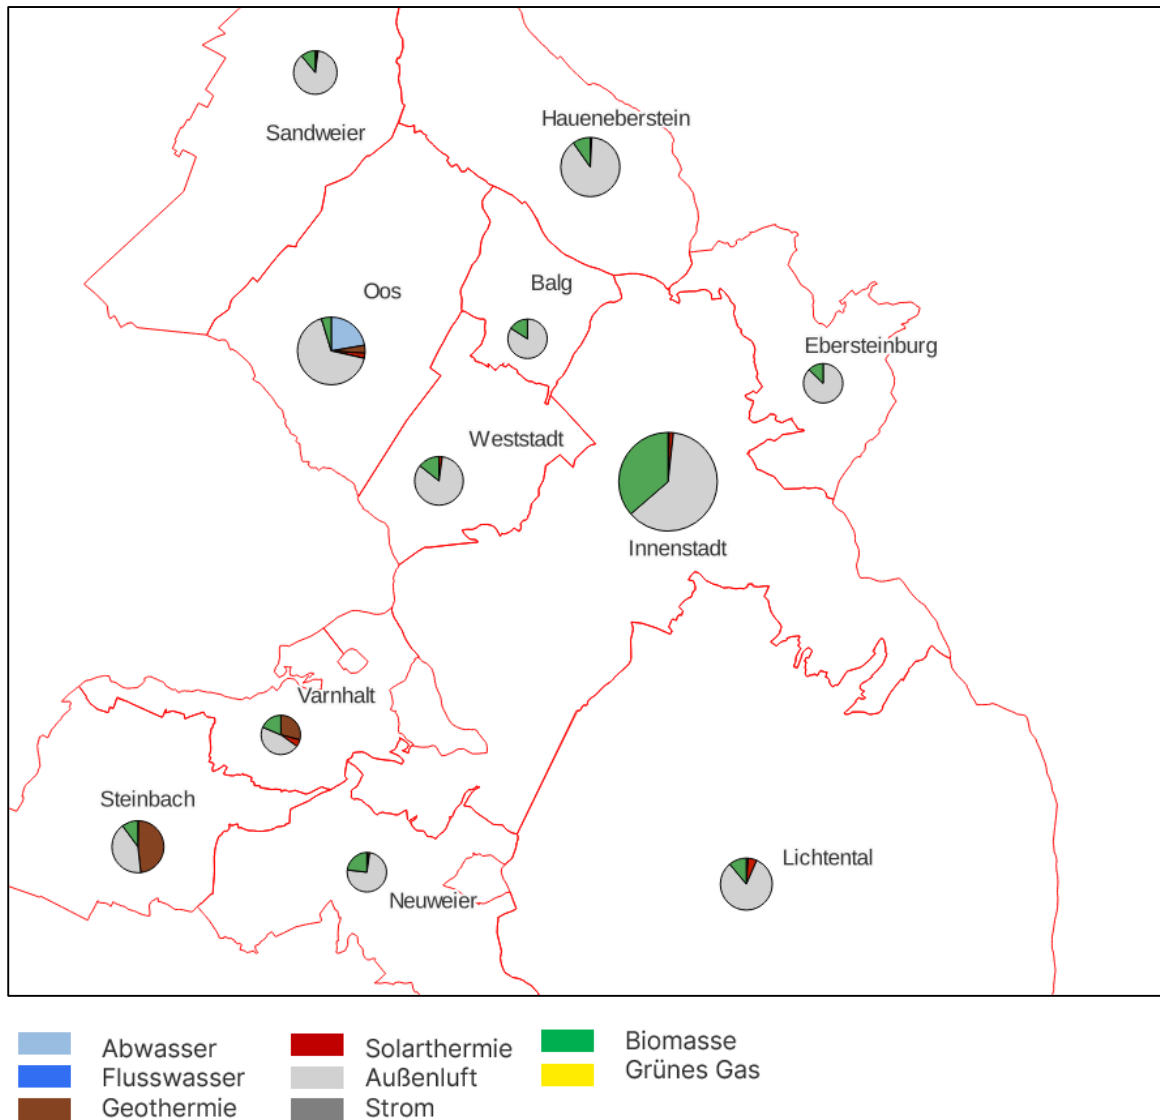 Sandweier
Haueneberstein
Oos
Balg
Ebersteinburg
Weststadt
Innenstadt
Varnhalt
Steinbach
Lichtental
Neuweier
Abwasser
Flusswasser
Geothermie
Solarthermie
Außenluft
Strom
Biomasse
Grünes Gas